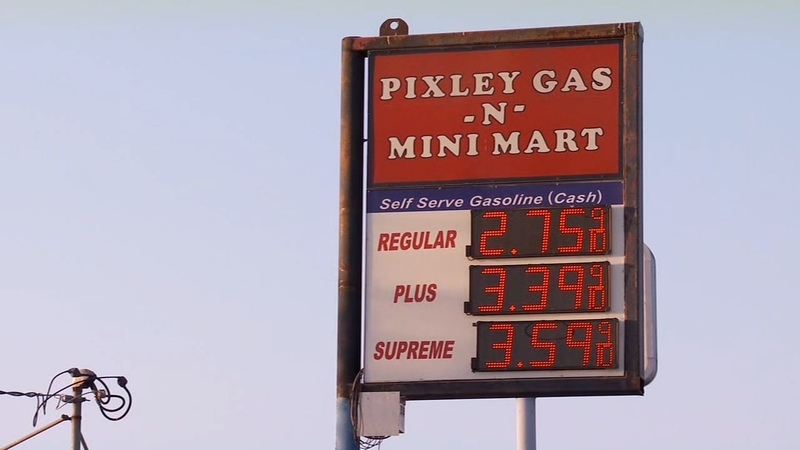 PIXLEY GAS
-N-
MINI MART
Self Serve Gasoline (Cash)
REGULAR 2.75 9/10
PLUS 3.39 9/10
SUPREME 3.59 9/10